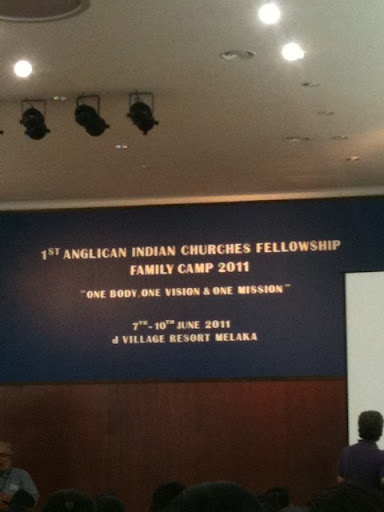 1ST ANGLICAN INDIAN CHURCHES FELLOWSHIP
FAMILY CAMP 2011
"ONE BODY, ONE VISION & ONE MISSION"
7TH - 10TH JUNE 2011
d VILLAGE RESORT MELAKA